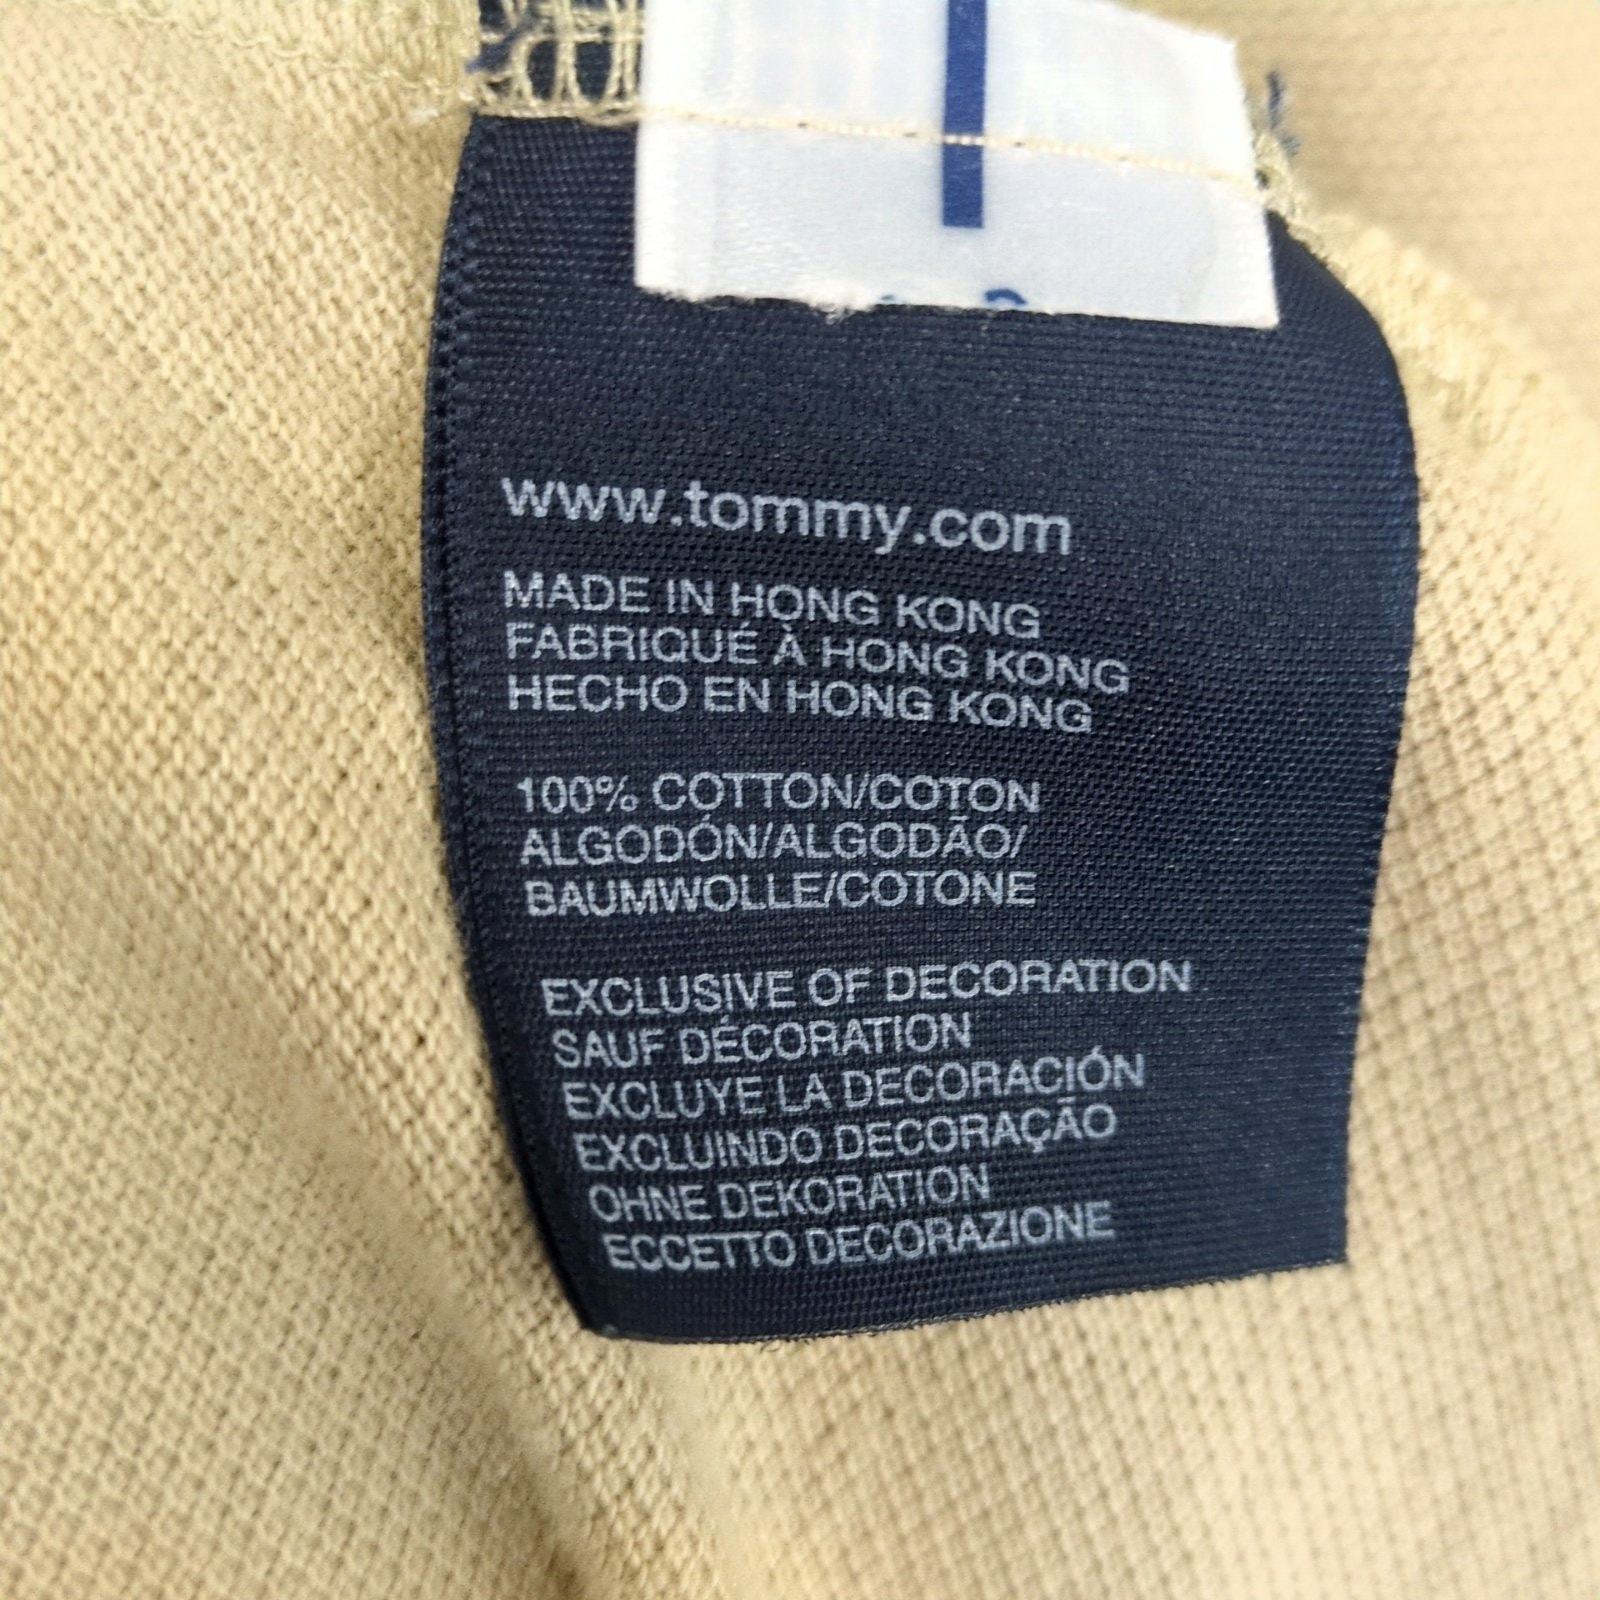 www.tommy.com
MADE IN HONG KONG
FABRIQUÉ À HONG KONG
HECHO EN HONG KONG
100% COTTON/COTON
ALGODÓN/ALGODÃO/
BAUMWOLLE/COTONE
EXCLUSIVE OF DECORATION
SAUF DÉCORATION
EXCLUYE LA DECORACIÓN
EXCLUINDO DECORAÇÃO
OHNE DEKORATION
ECCETTO DECORAZIONE